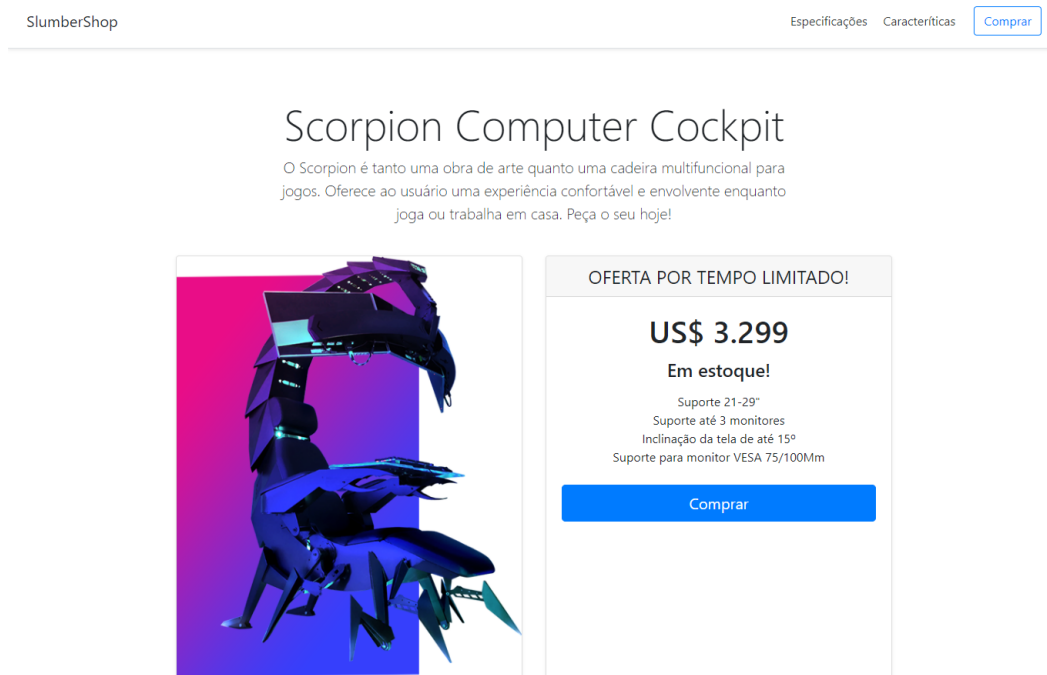 SlumberShop
Especificações
Caracteríticas
Comprar
Scorpion Computer Cockpit
O Scorpion é tanto uma obra de arte quanto uma cadeira multifuncional para
jogos. Oferece ao usuário uma experiência confortável e envolvente enquanto
joga ou trabalha em casa. Peça o seu hoje!
OFERTA POR TEMPO LIMITADO!
US$ 3.299
Em estoque!
Suporte 21-29"
Suporte até 3 monitores
Inclinação da tela de até 15º
Suporte para monitor VESA 75/100Mm
Comprar